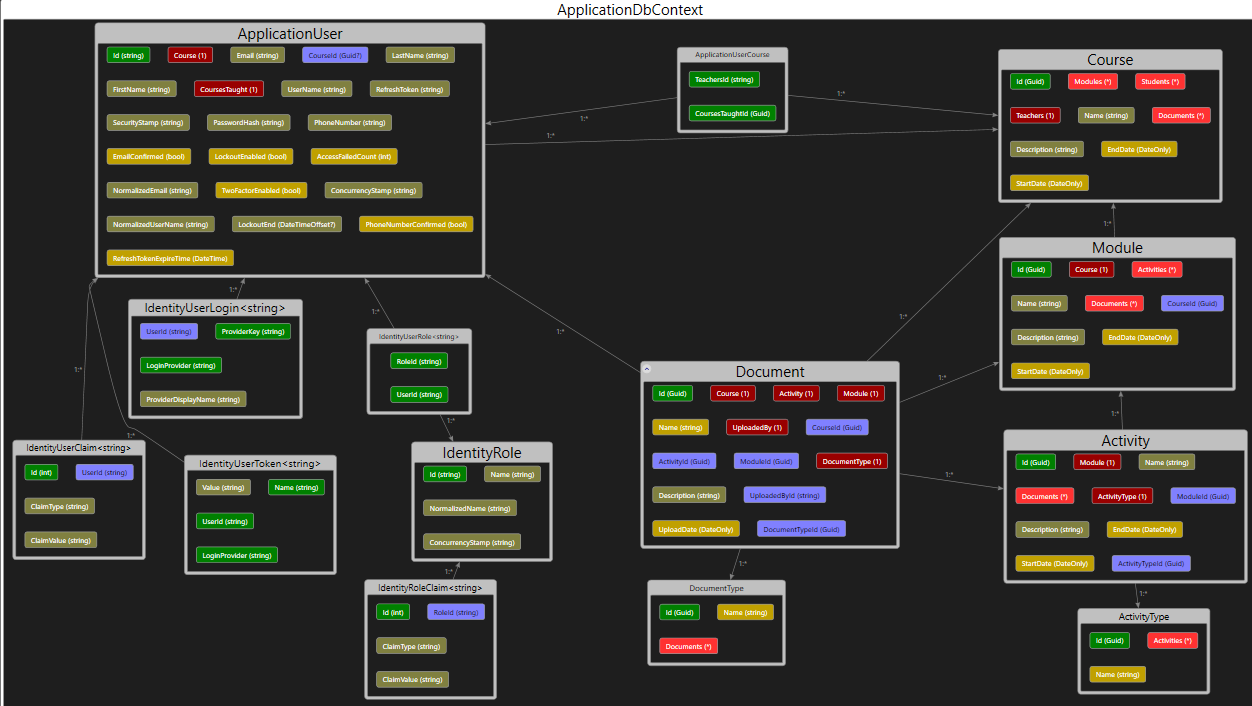 ApplicationDbContext
ApplicationUser
Id (string) Course (1) Email (string) CourseId (Guid?) LastName (string)
FirstName (string) CoursesTaught (1) UserName (string) RefreshToken (string)
SecurityStamp (string) PasswordHash (string) PhoneNumber (string)
EmailConfirmed (bool) LockoutEnabled (bool) AccessFailedCount (int)
NormalizedEmail (string) TwoFactorEnabled (bool) ConcurrencyStamp (string)
NormalizedUserName (string) LockoutEnd (DateTimeOffset?) PhoneNumberConfirmed (bool)
RefreshTokenExpireTime (DateTime)
ApplicationUserCourse
TeachersId (string)
CoursesTaughtId (Guid)
1:*
1:*
1:*
Course
Id (Guid) Modules (*) Students (*)
Teachers (1) Name (string) Documents (*)
Description (string) EndDate (DateOnly)
StartDate (DateOnly)
1:*
Module
Id (Guid) Course (1) Activities (*)
Name (string) Documents (*) CourseId (Guid)
Description (string) EndDate (DateOnly)
StartDate (DateOnly)
1:*
IdentityUserLogin<string>
UserId (string) ProviderKey (string)
LoginProvider (string)
ProviderDisplayName (string)
1:*
IdentityUserRole<string>
RoleId (string)
UserId (string)
1:*
1:*
1:*
Document
Id (Guid) Course (1) Activity (1) Module (1)
Name (string) UploadedBy (1) CourseId (Guid)
ActivityId (Guid) ModuleId (Guid) DocumentType (1)
Description (string) UploadedById (string)
UploadDate (DateOnly) DocumentTypeId (Guid)
1:*
1:*
1:*
1:*
Activity
Id (Guid) Module (1) Name (string)
Documents (*) ActivityType (1) ModuleId (Guid)
Description (string) EndDate (DateOnly)
StartDate (DateOnly) ActivityTypeId (Guid)
1:*
1:*
IdentityUserClaim<string>
Id (int) UserId (string)
ClaimType (string)
ClaimValue (string)
1:*
IdentityUserToken<string>
Value (string) Name (string)
UserId (string)
LoginProvider (string)
1:*
IdentityRole
Id (string) Name (string)
NormalizedName (string)
ConcurrencyStamp (string)
1:*
IdentityRoleClaim<string>
Id (int) RoleId (string)
ClaimType (string)
ClaimValue (string)
DocumentType
Id (Guid) Name (string)
Documents (*)
ActivityType
Id (Guid) Activities (*)
Name (string)